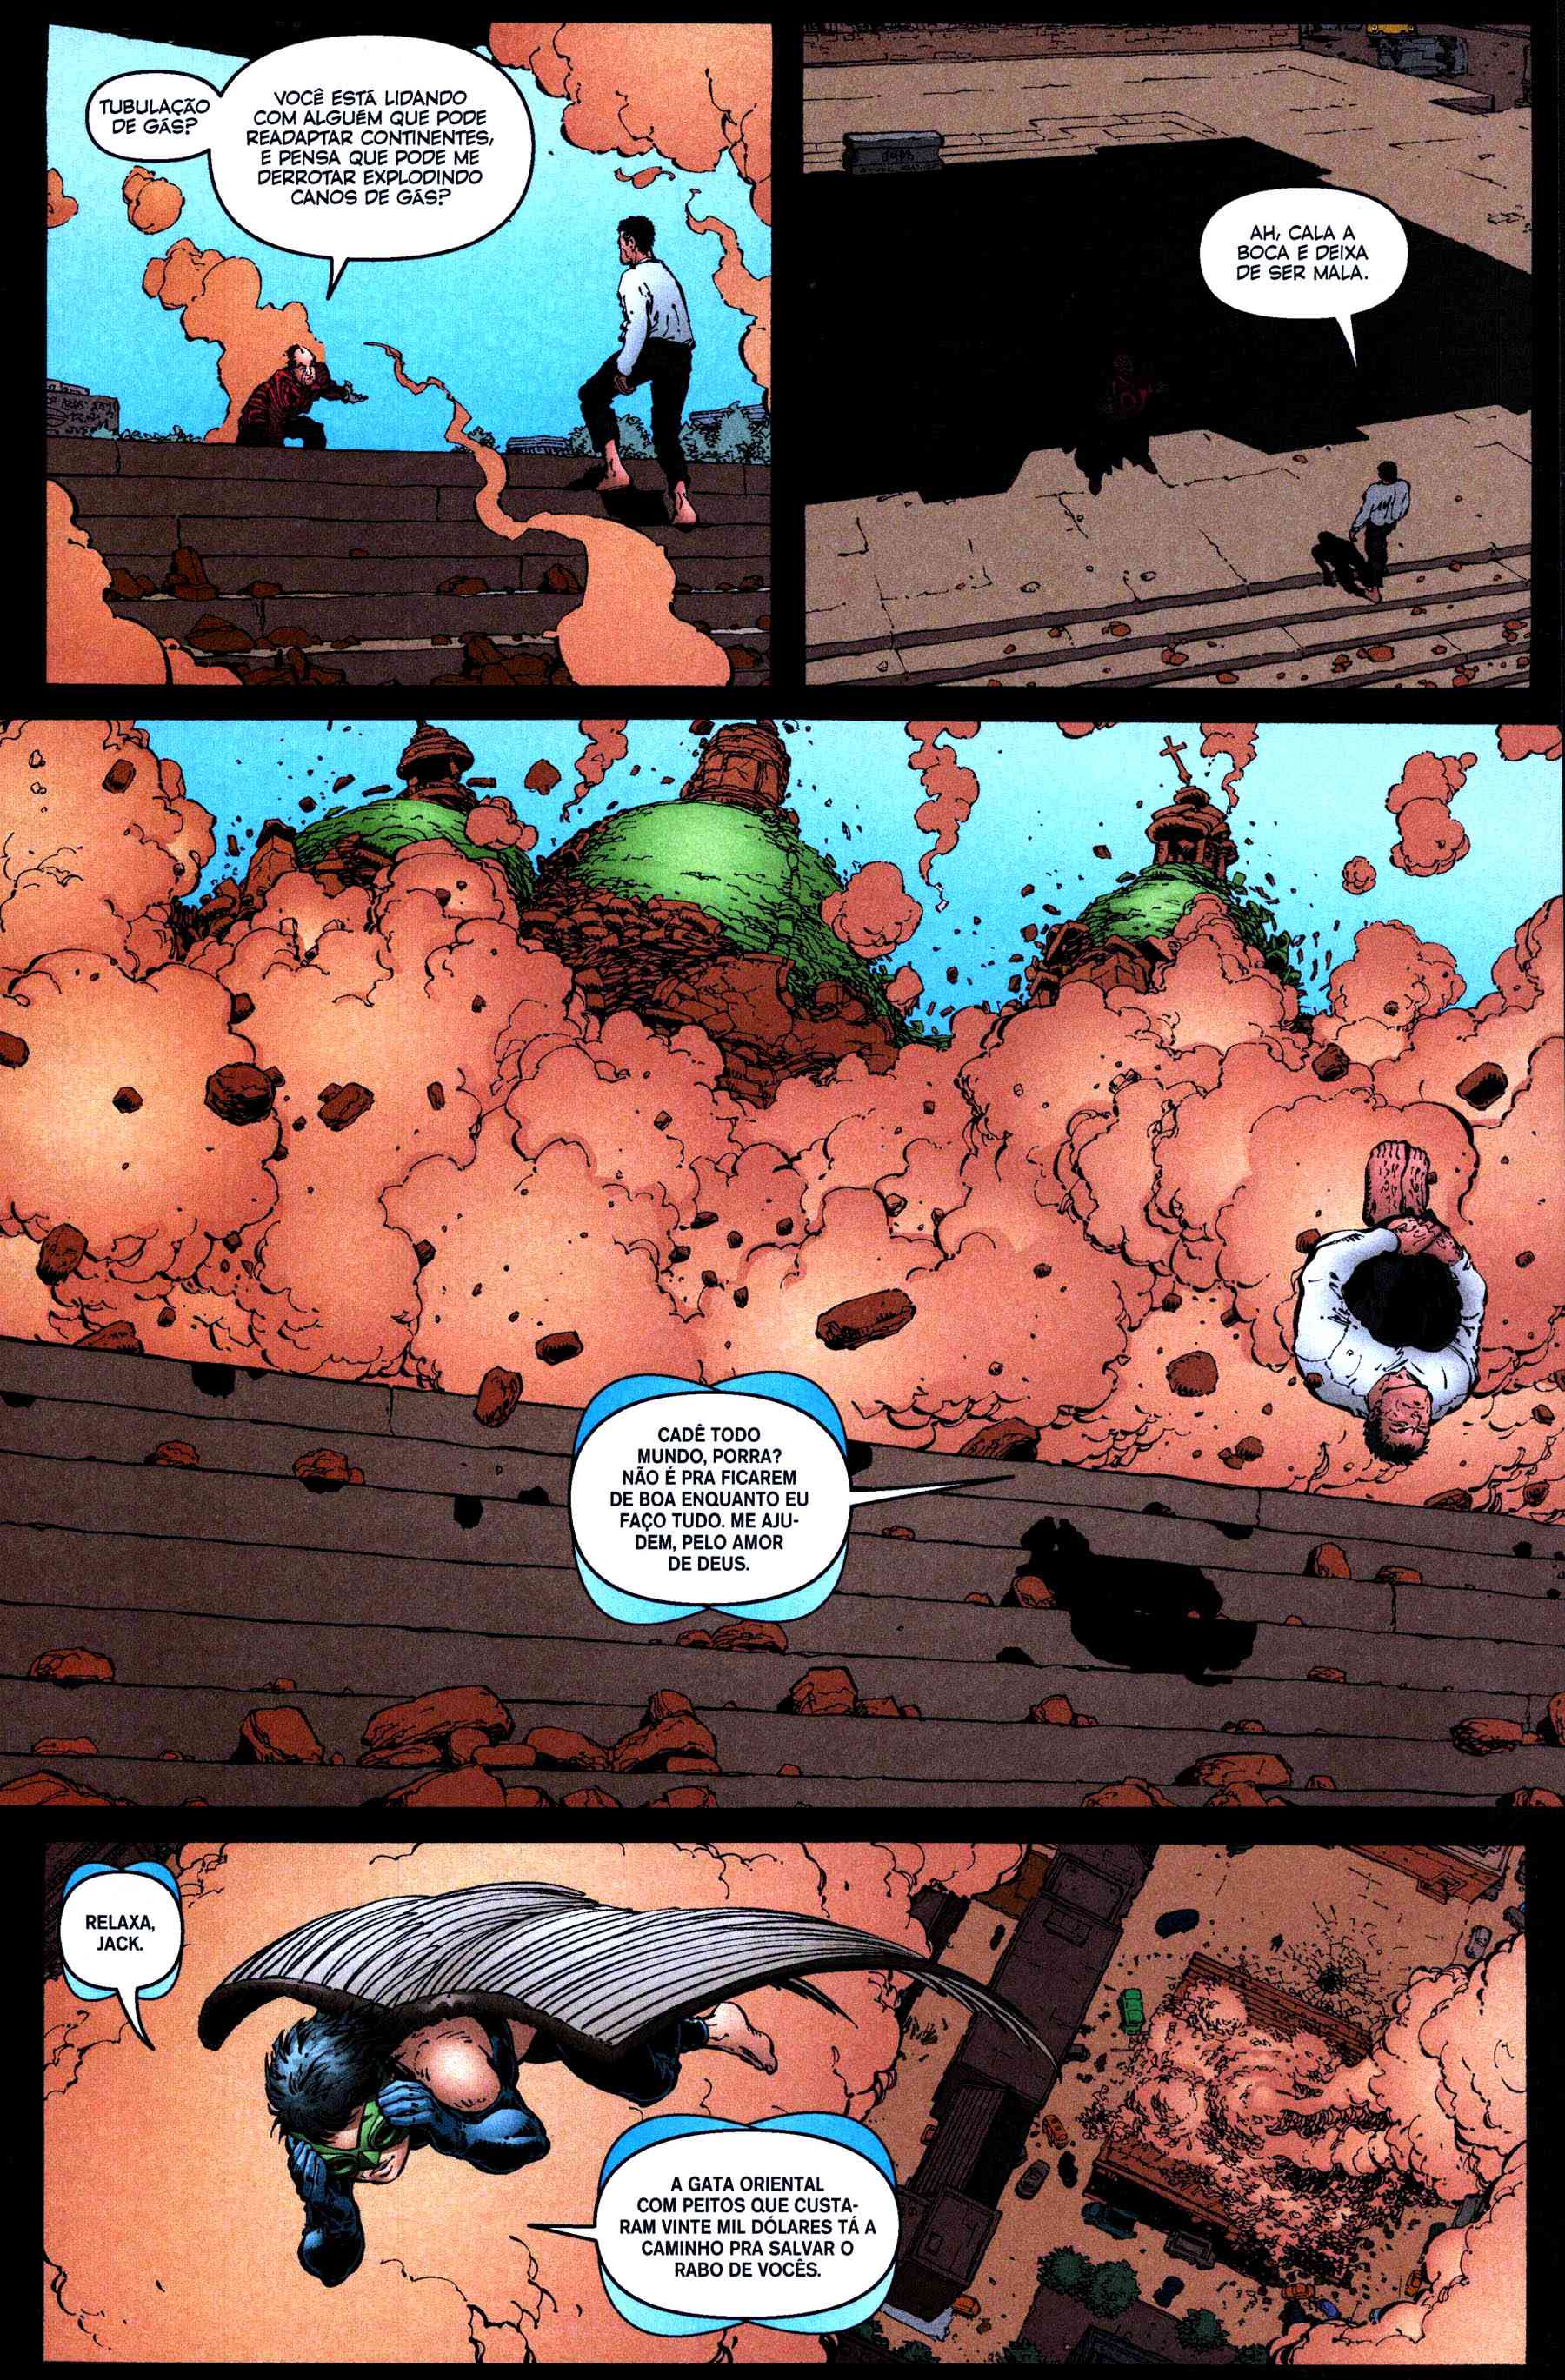 TUBULAÇÃO
DE GÁS?
VOCÊ ESTÁ LIDANDO
COM ALGUÉM QUE PODE
READAPTAR CONTINENTES,
E PENSA QUE PODE ME
DERROTAR EXPLODINDO
CANOS DE GÁS?
AH, CALA A
BOCA E DEIXA
DE SER MALA.
CADÊ TODO
MUNDO, PORRA?
NÃO É PRA FICAREM
DE BOA ENQUANTO EU
FAÇO TUDO. ME AJU-
DEM, PELO AMOR
DE DEUS.
RELAXA,
JACK.
A GATA ORIENTAL
COM PEITOS QUE CUSTA-
RAM VINTE MIL DÓLARES TÁ A
CAMINHO PRA SALVAR O
RABO DE VOCÊS.